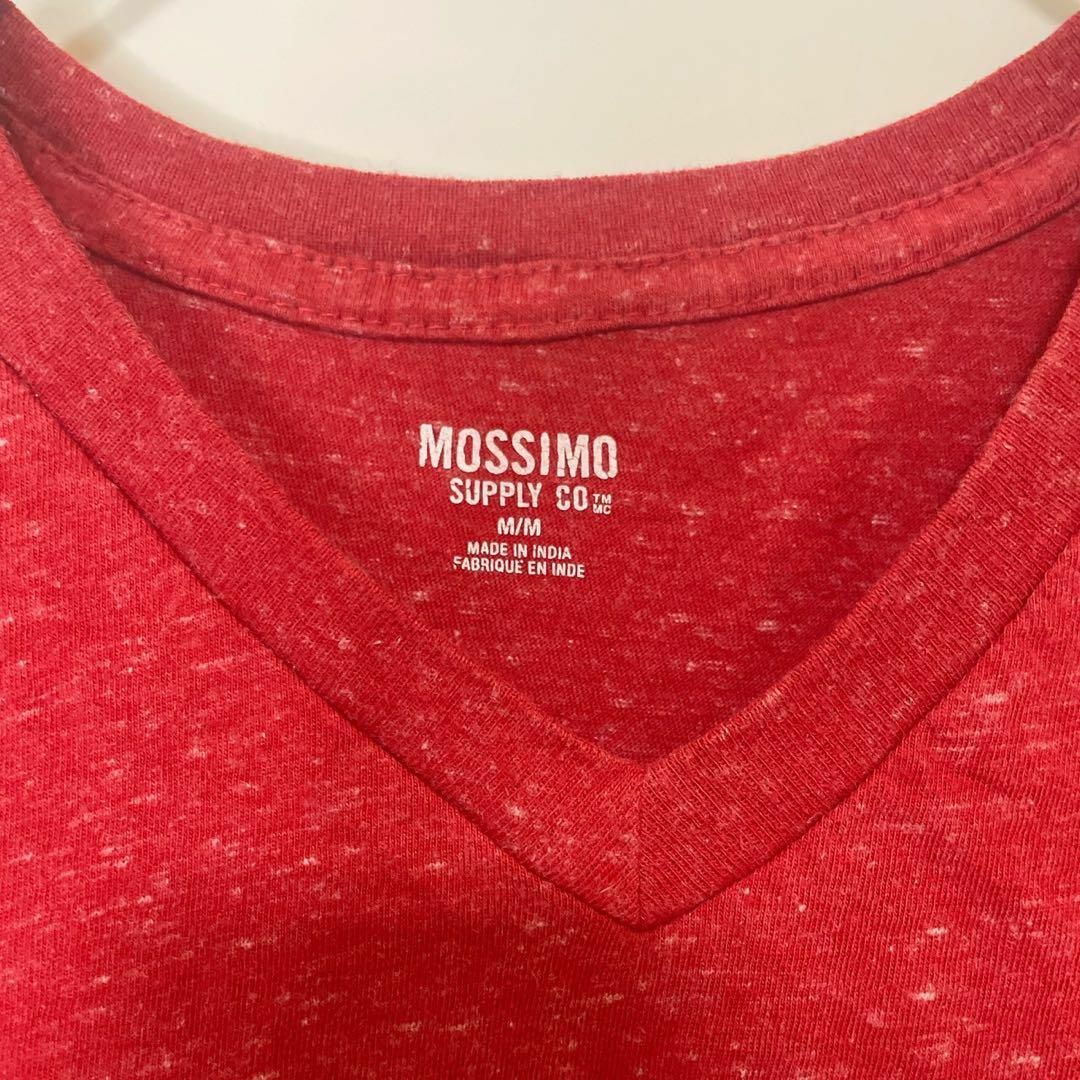 MOSSIMO
SUPPLY CO TM MC
M/M
MADE IN INDIA
FABRIQUE EN INDE